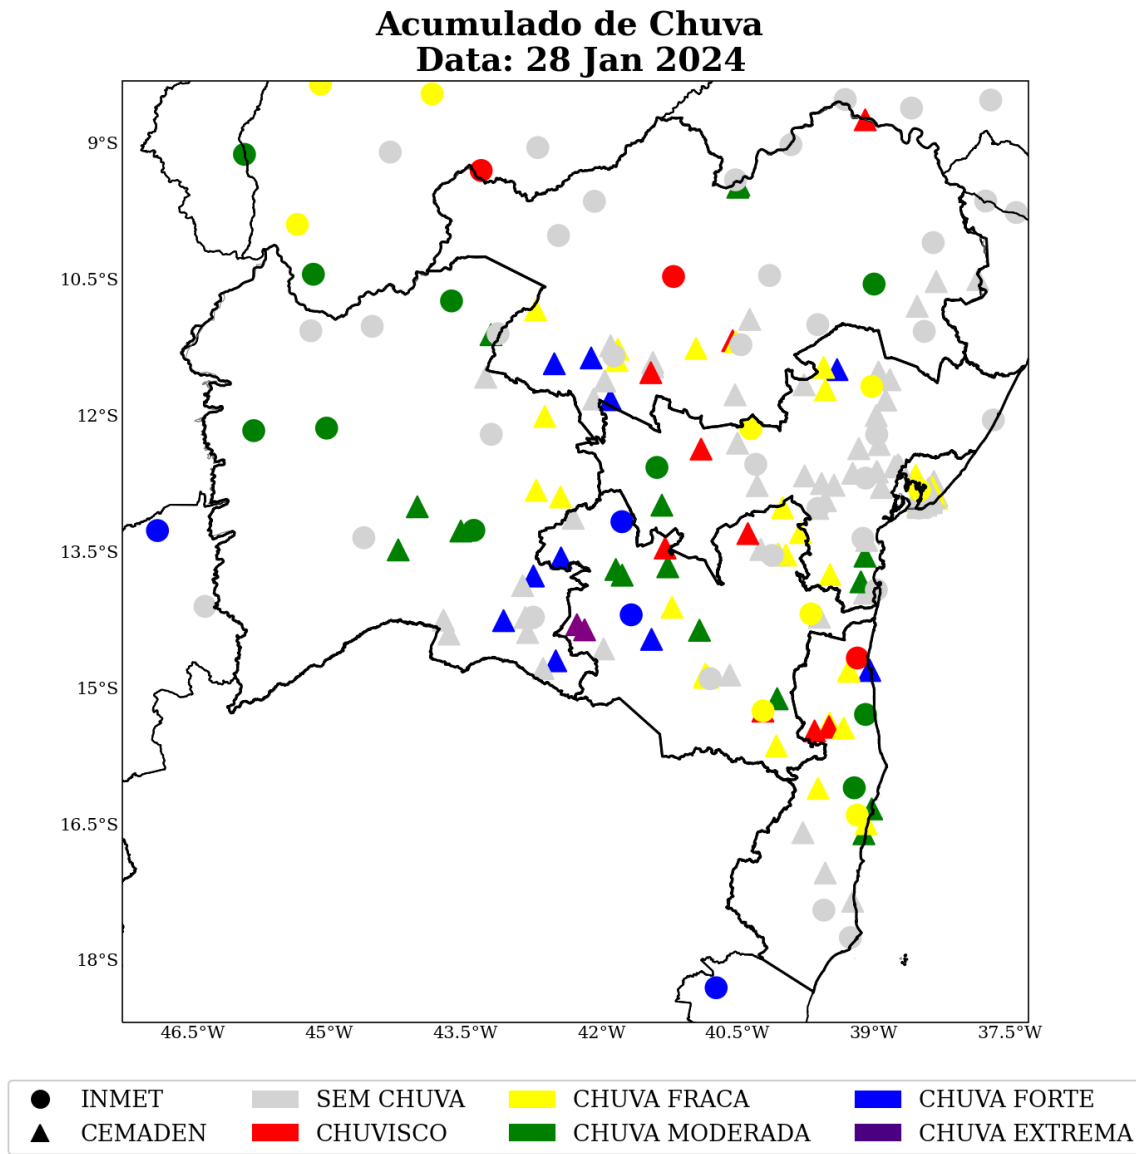 Acumulado de Chuva
Data: 28 Jan 2024
9°S
10.5°S
12°S
13.5°S
15°S
16.5°S
18°S
46.5°W 45°W 43.5°W 42°W 40.5°W 39°W 37.5°W
INMET SEM CHUVA CHUVA FRACA CHUVA FORTE
CEMADEN CHUVISCO CHUVA MODERADA CHUVA EXTREMA